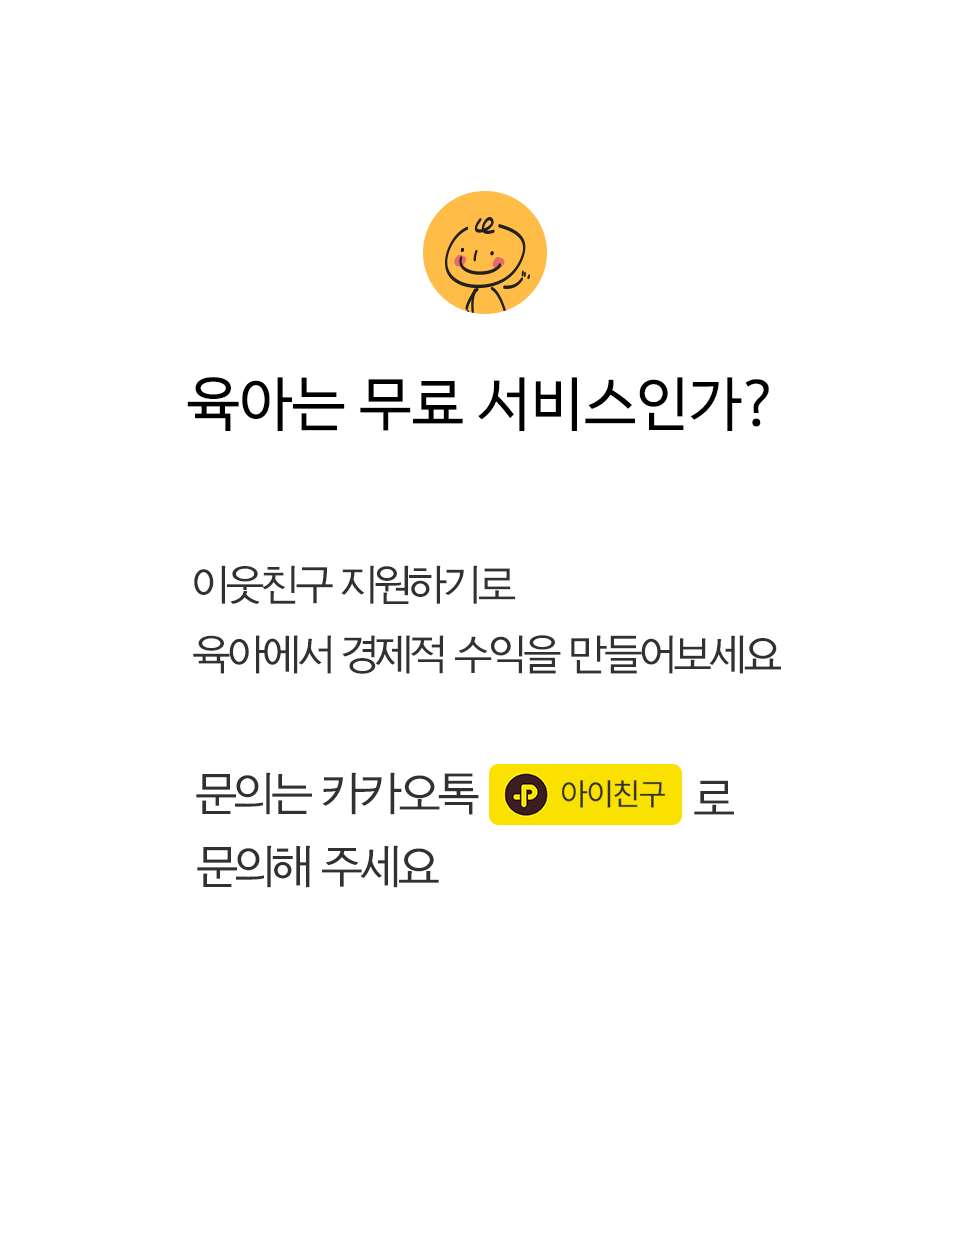 육아는 무료 서비스인가?
이웃친구 지원하기로
육아에서 경제적 수익을 만들어보세요
문의는 카카오톡 아이친구 로
문의해 주세요